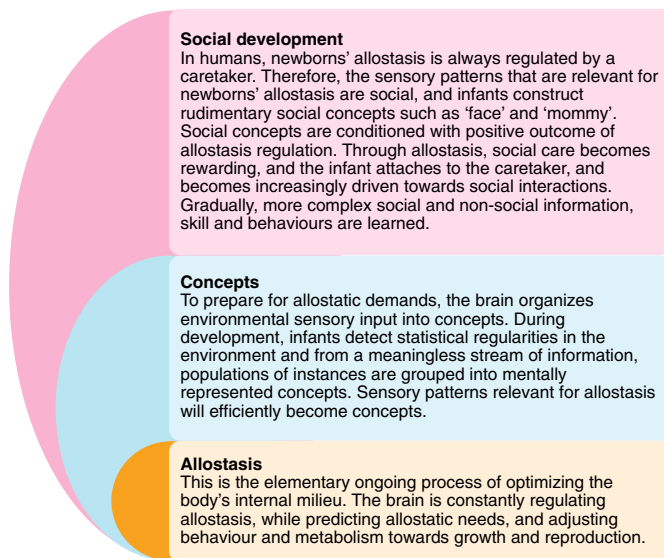 Social development
In humans, newborns’ allostasis is always regulated by a
caretaker. Therefore, the sensory patterns that are relevant for
newborns’ allostasis are social, and infants construct
rudimentary social concepts such as ‘face’ and ‘mommy’.
Social concepts are conditioned with positive outcome of
allostasis regulation. Through allostasis, social care becomes
rewarding, and the infant attaches to the caretaker, and
becomes increasingly driven towards social interactions.
Gradually, more complex social and non-social information,
skill and behaviours are learned.
Concepts
To prepare for allostatic demands, the brain organizes
environmental sensory input into concepts. During
development, infants detect statistical regularities in the
environment and from a meaningless stream of information,
populations of instances are grouped into mentally
represented concepts. Sensory patterns relevant for allostasis
will efficiently become concepts.
Allostasis
This is the elementary ongoing process of optimizing the
body’s internal milieu. The brain is constantly regulating
allostasis, while predicting allostatic needs, and adjusting
behaviour and metabolism towards growth and reproduction.